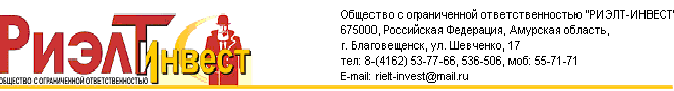 РИЭЛТ-ИНВЕСТ
ОБЩЕСТВО С ОГРАНИЧЕННОЙ ОТВЕТСТВЕННОСТЬЮ
Общество с ограниченной ответственностью "РИЭЛТ-ИНВЕСТ"
675000, Российская Федерация, Амурская область,
г. Благовещенск, ул. Шевченко, 17
тел: 8-(4162) 53-77-66, 536-506, моб: 55-71-71
E-mail: rielt-invest@mail.ru